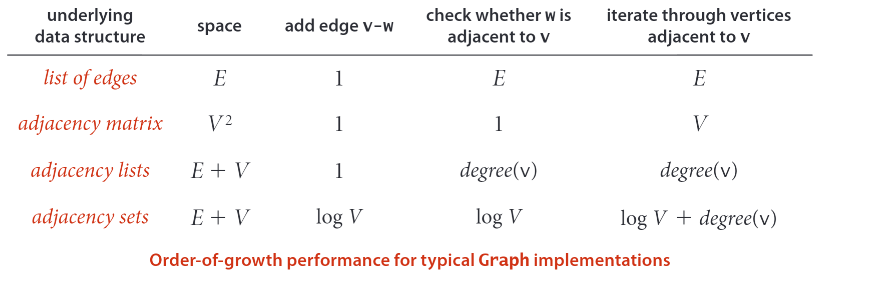 underlying
data structure
space
add edge v-w
check whether w is
adjacent to v
iterate through vertices
adjacent to v
list of edges E 1 E E
adjacency matrix V² 1 1 V
adjacency lists E + V 1 degree(v) degree(v)
adjacency sets E + V log V log V log V + degree(v)
Order-of-growth performance for typical Graph implementations